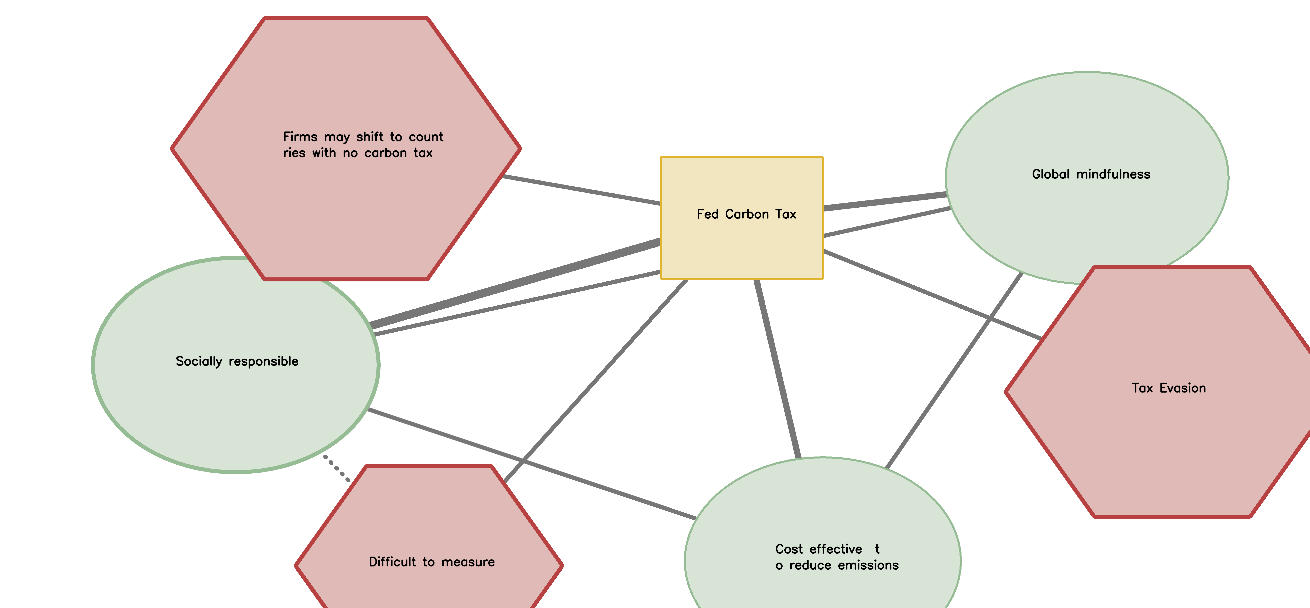 Firms may shift to count
ries with no carbon tax
Global mindfulness
Fed Carbon Tax
Socially responsible
Tax Evasion
Cost effective t
o reduce emissions
Difficult to measure